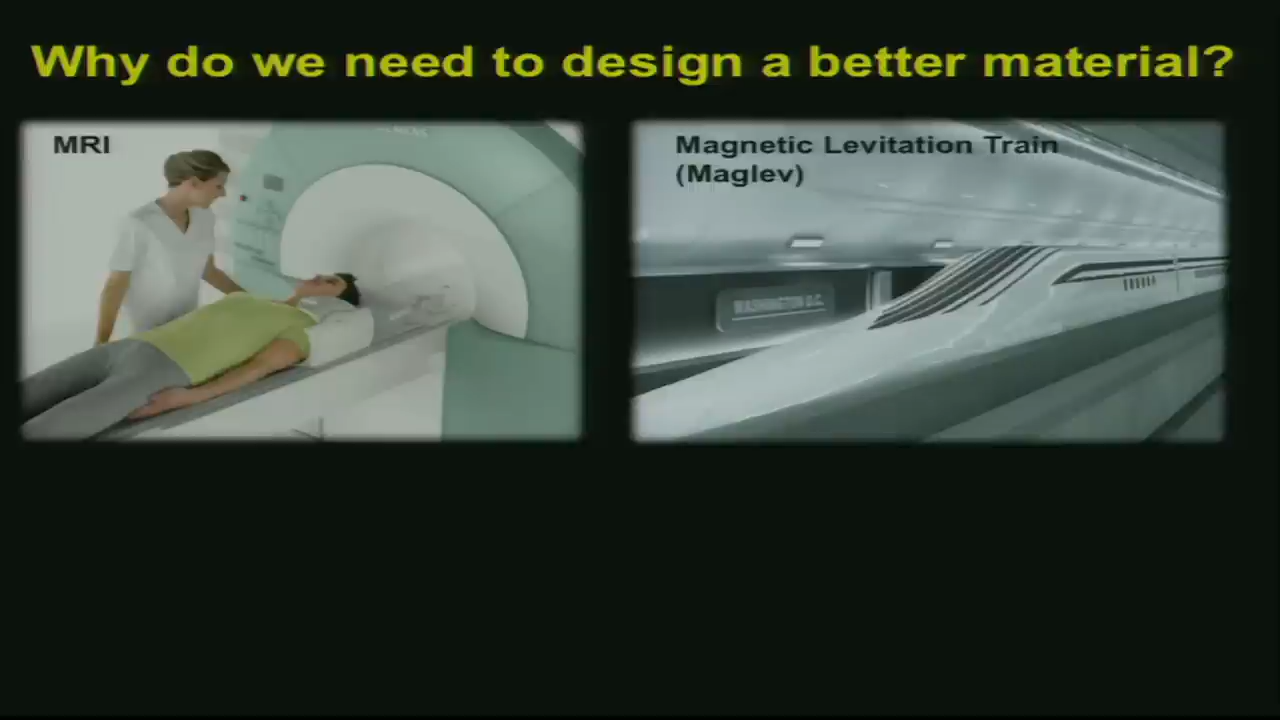 Why do we need to design a better material?
MRI
Magnetic Levitation Train
(Maglev)
WASHINGTON D.C.